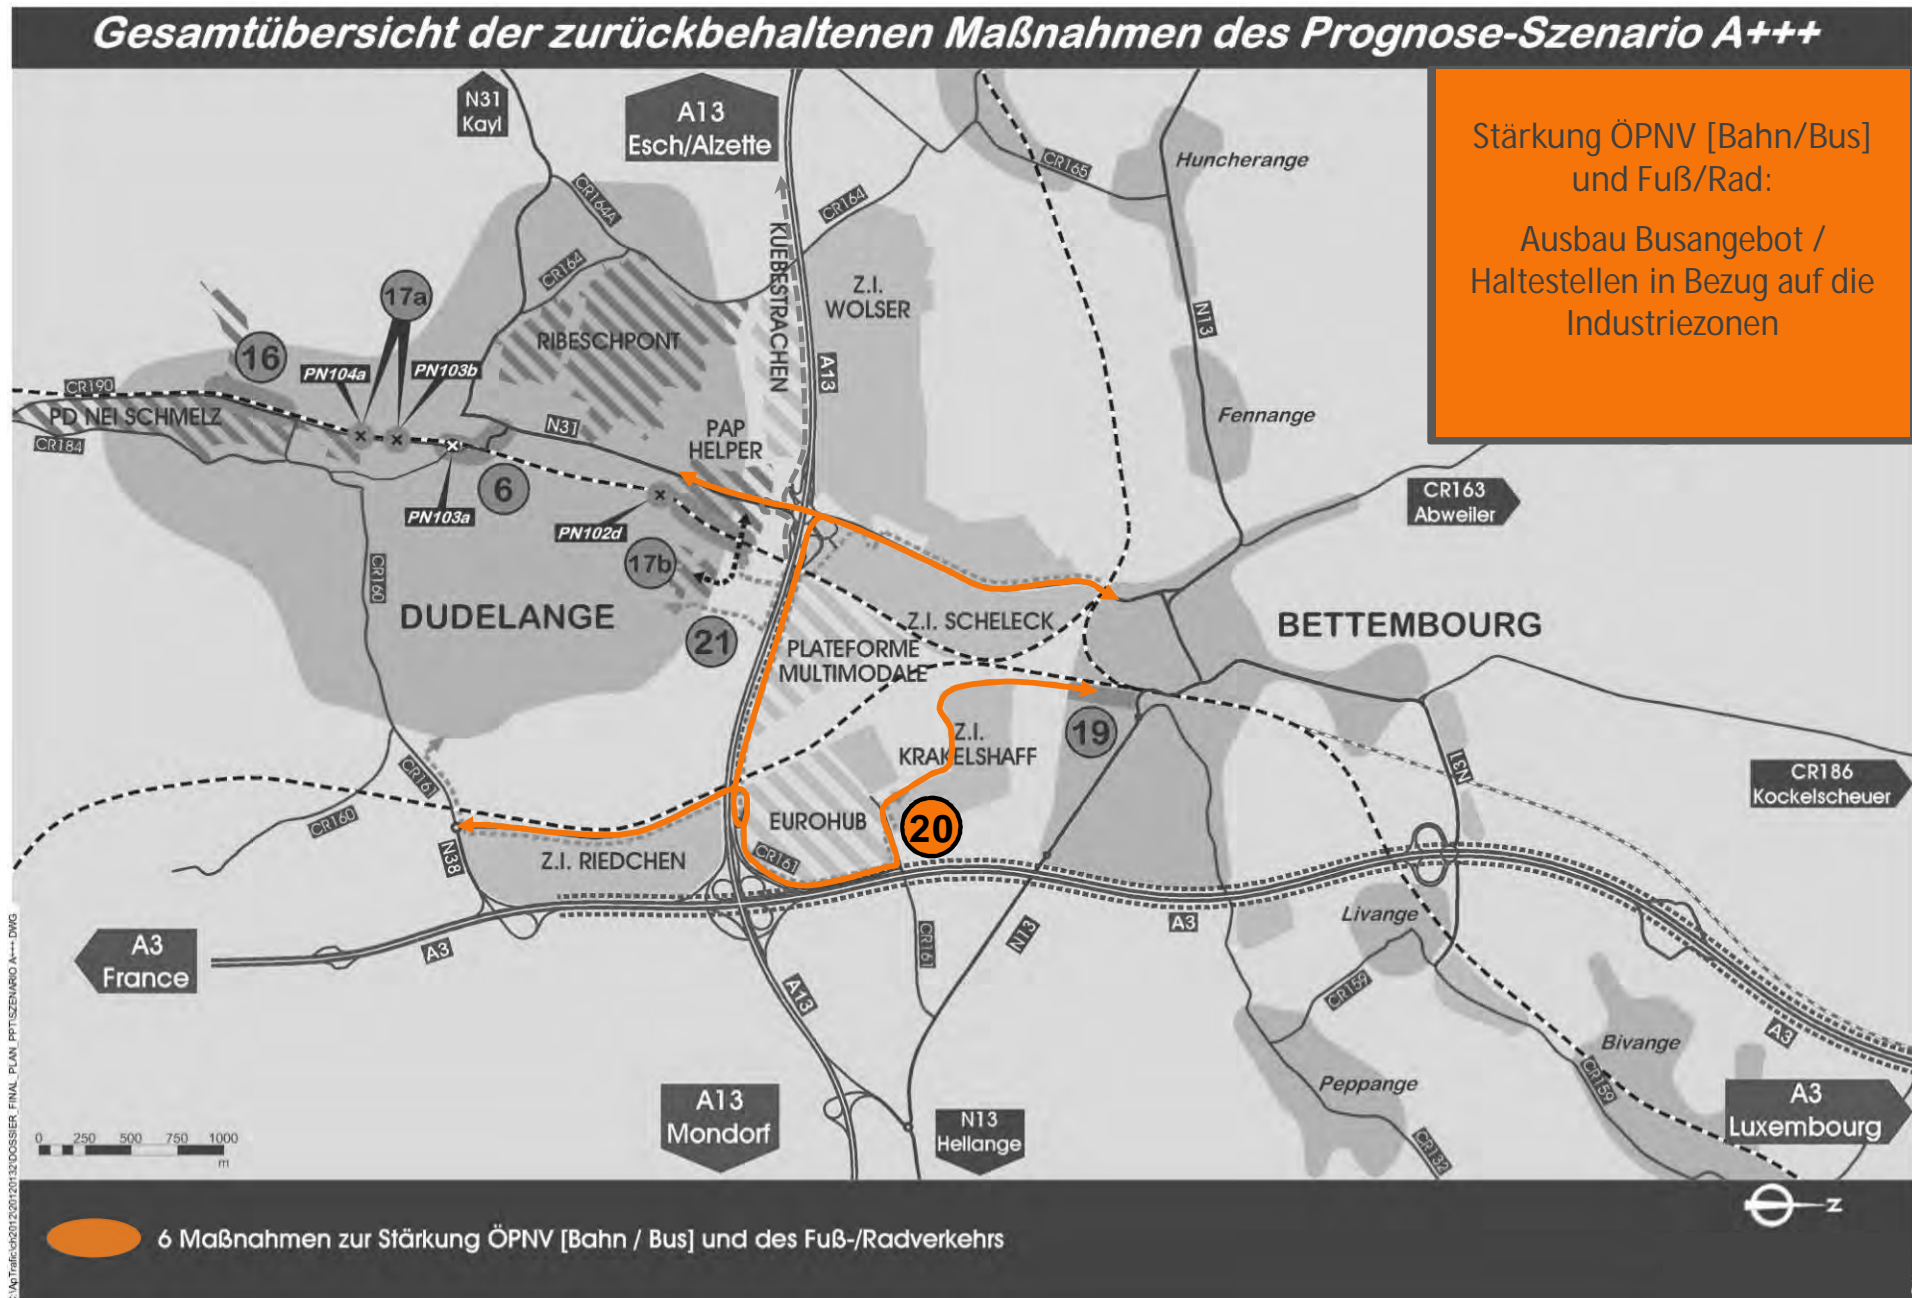 Gesamtübersicht der zurückbehaltenen Maßnahmen des Prognose-Szenario A+++
Stärkung ÖPNV [Bahn/Bus]
und Fuß/Rad:
Ausbau Busangebot /
Haltestellen in Bezug auf die
Industriezonen
N31
Kayl
A13
Esch/Alzette
CR165
Huncherange
CR164A
CR164
KUEBESTRACHEN
Z.I.
WOLSER
CR164
N13
17a
RIBESCHPONT
16
PN104a
PN103b
A13
CR190
PD NEI SCHMELZ
CR184
N31
PAP
HELPER
Fennange
6
PN103a
PN102d
CR163
Abweiler
17b
CR160
DUDELANGE
21
Z.I. SCHELECK
BETTEMBOURG
PLATEFORME
MULTIMODALE
19
Z.I.
KRAKELSHAFF
CR161
CR160
N31
CR186
Kockelscheuer
EUROHUB
20
N38
Z.I. RIEDCHEN
CR161
A3
France
A3
A13
CR161
N13
A3
Livange
CR159
Bivange
A3
Peppange
CR159
CR132
A13
Mondorf
N13
Hellange
A3
Luxembourg
0 250 500 750 1000
m
Z
6 Maßnahmen zur Stärkung ÖPNV [Bahn / Bus] und des Fuß-/Radverkehrs